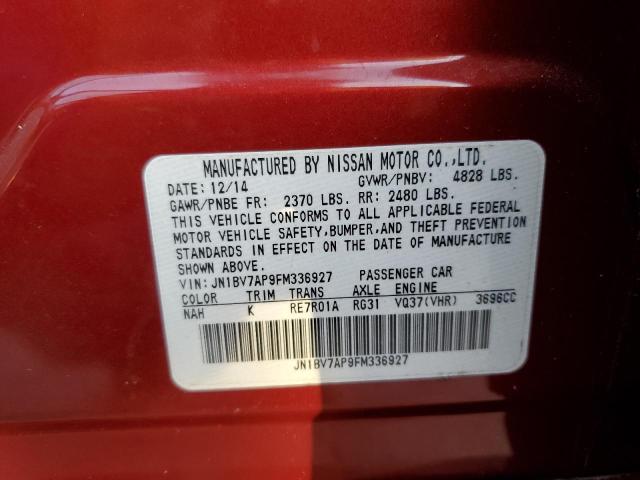 MANUFACTURED BY NISSAN MOTOR CO.,LTD.
DATE: 12/14 GVWR/PNBV: 4828 LBS.
GAWR/PNBE FR: 2370 LBS. RR: 2480 LBS.
THIS VEHICLE CONFORMS TO ALL APPLICABLE FEDERAL
MOTOR VEHICLE SAFETY,BUMPER,AND THEFT PREVENTION
STANDARDS IN EFFECT ON THE DATE OF MANUFACTURE
SHOWN ABOVE.
VIN: JN1BV7AP9FM336927 PASSENGER CAR
COLOR TRIM TRANS AXLE ENGINE
NAH K RE7R01A RG31 VQ37(VHR) 3696CC
JN1BV7AP9FM336927